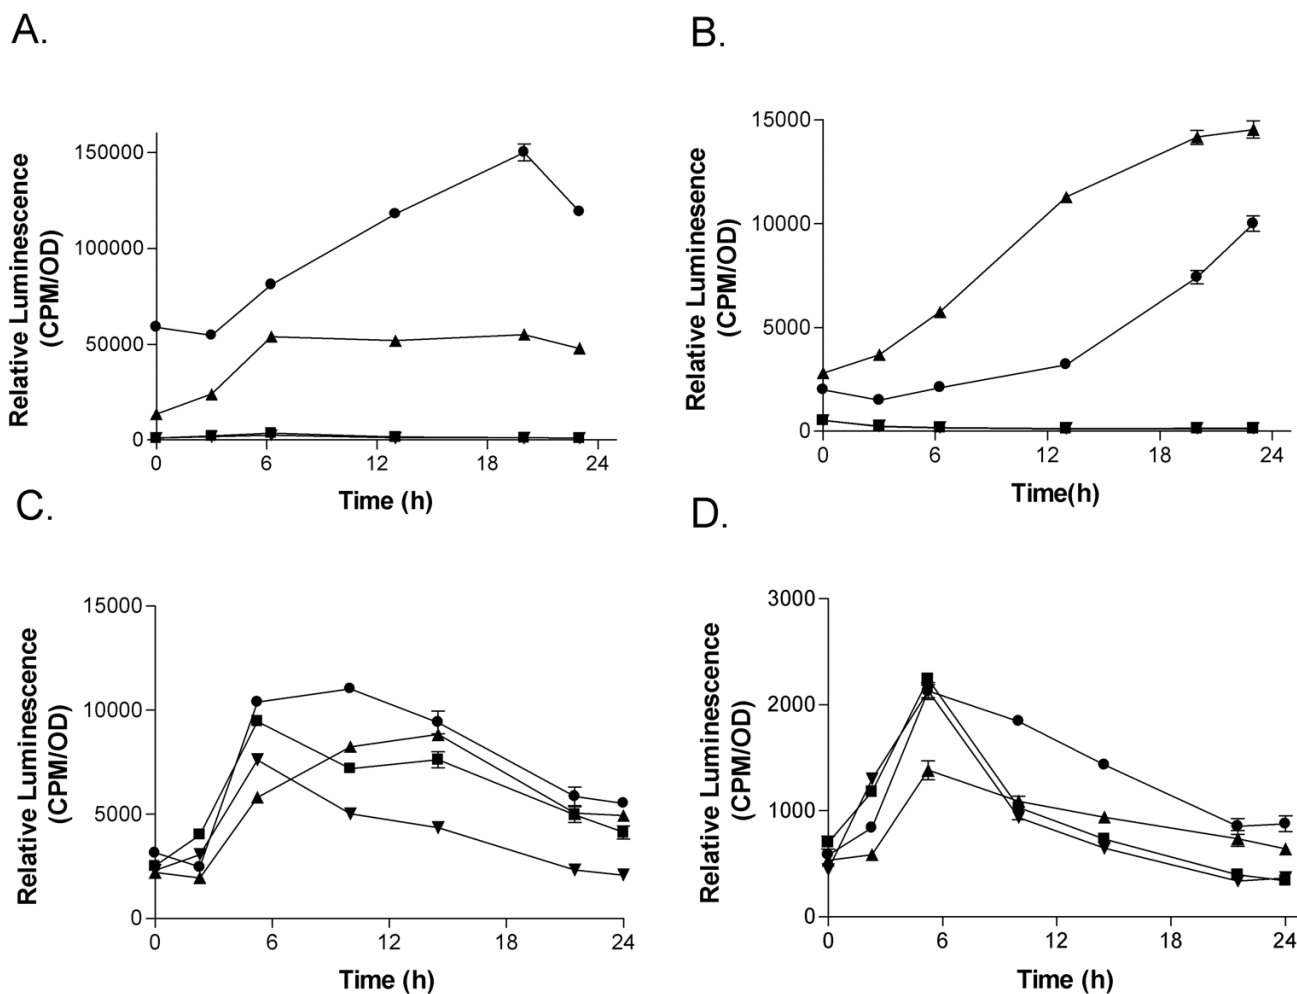 A.
Relative Luminescence
(CPM/OD)
150000
100000
50000
0
0 6 12 18 24
Time (h)
B.
Relative Luminesence
(CPM/OD)
15000
10000
5000
0
0 6 12 18 24
Time(h)
C.
Relative Luminescence
(CPM/OD)
15000
10000
5000
0
0 6 12 18 24
Time (h)
D.
Relative Luminescence
(CPM/OD)
3000
2000
1000
0
0 6 12 18 24
Time (h)